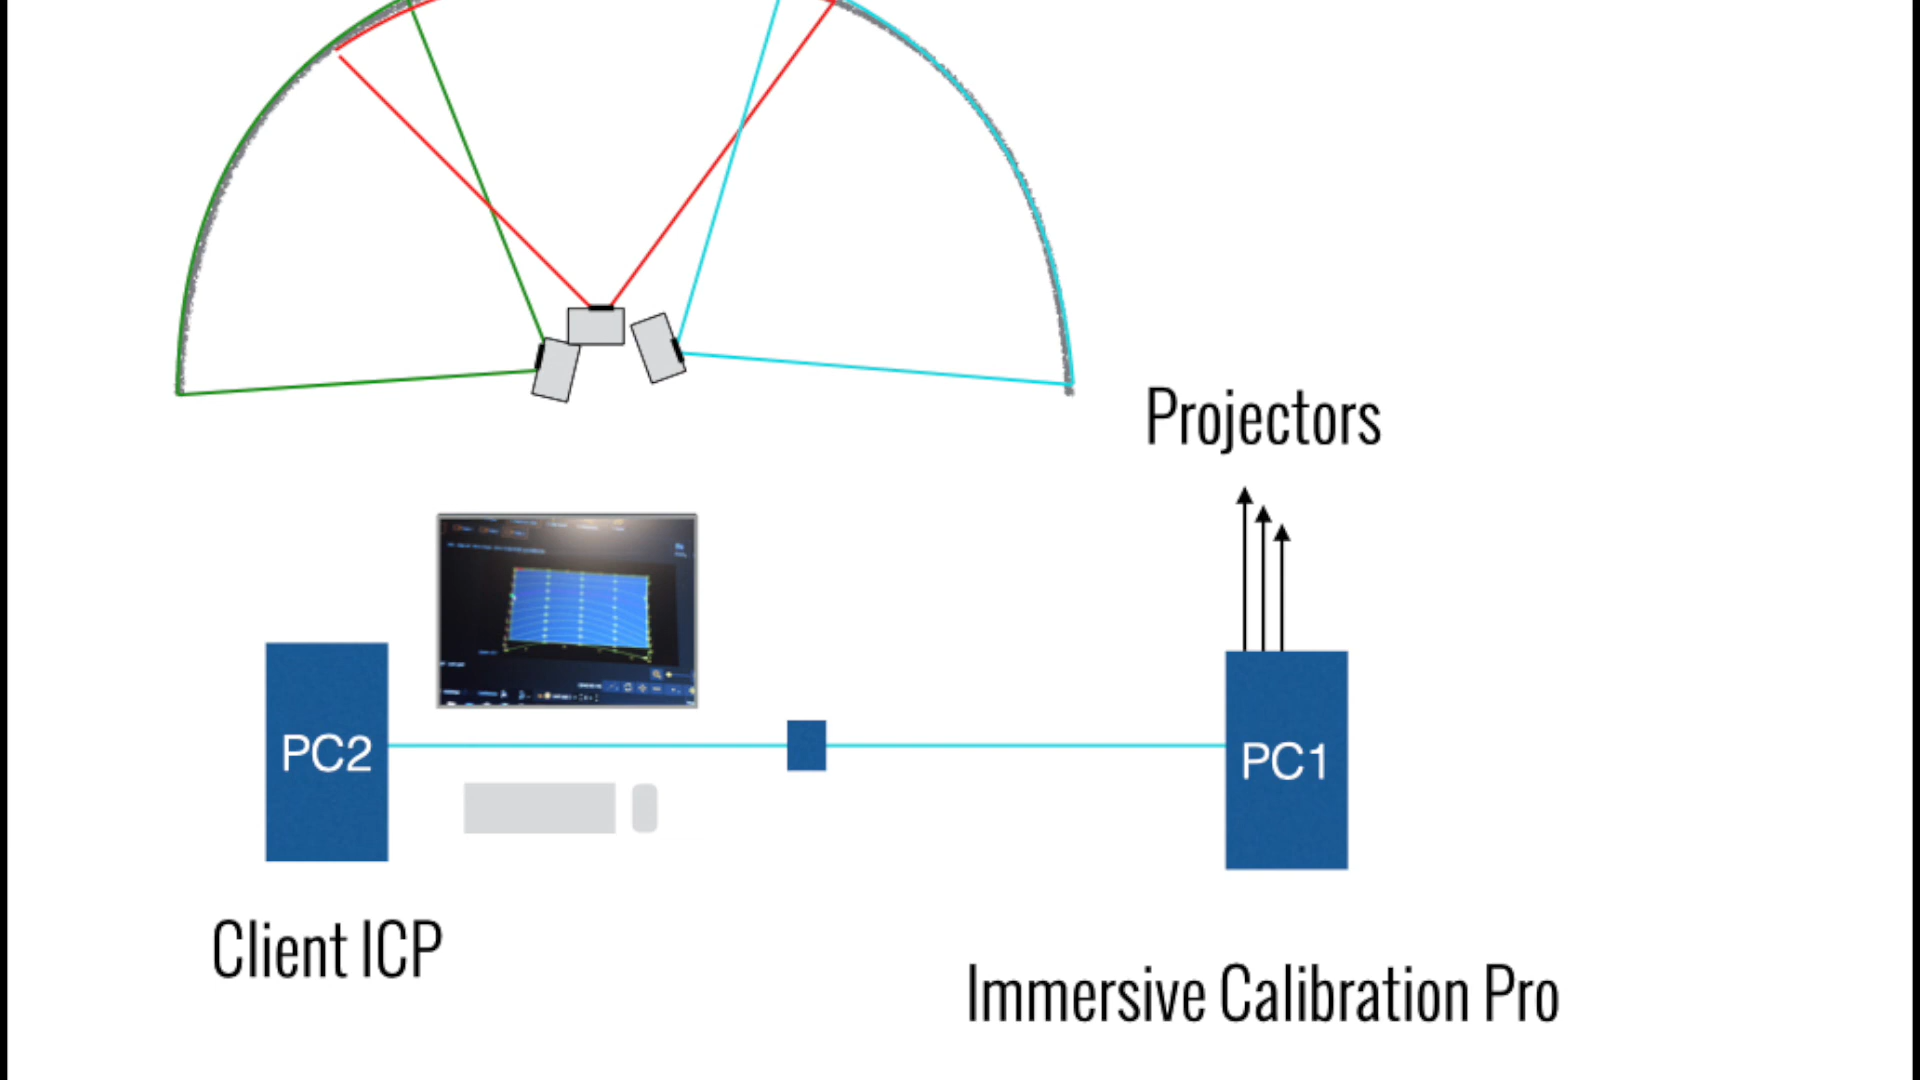 Projectors
PC2
PC1
Client ICP
Immersive Calibration Pro